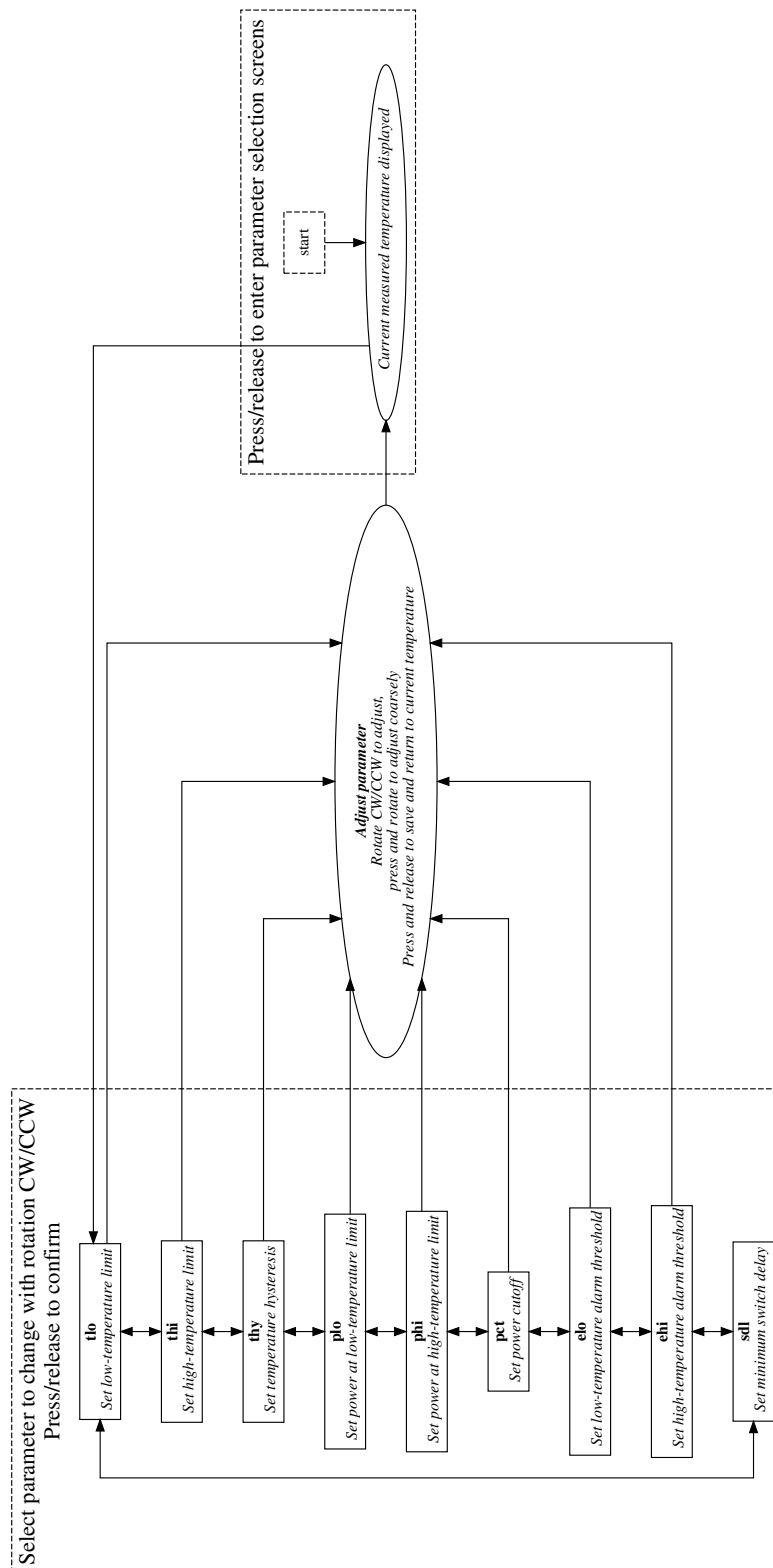 Select parameter to change with rotation CW/CCW
Press/release to confirm
tlo
Set low-temperature limit
thi
Set high-temperature limit
thy
Set temperature hysteresis
plo
Set power at low-temperature limit
phi
Set power at high-temperature limit
pct
Set power cutoff
elo
Set low-temperature alarm threshold
ehi
Set high-temperature alarm threshold
sdl
Set minimum switch delay
Adjust parameter
Rotate CW/CCW to adjust,
press and rotate to adjust coarsely
Press and release to save and return to current temperature
Press/release to enter parameter selection screens
start
Current measured temperature displayed